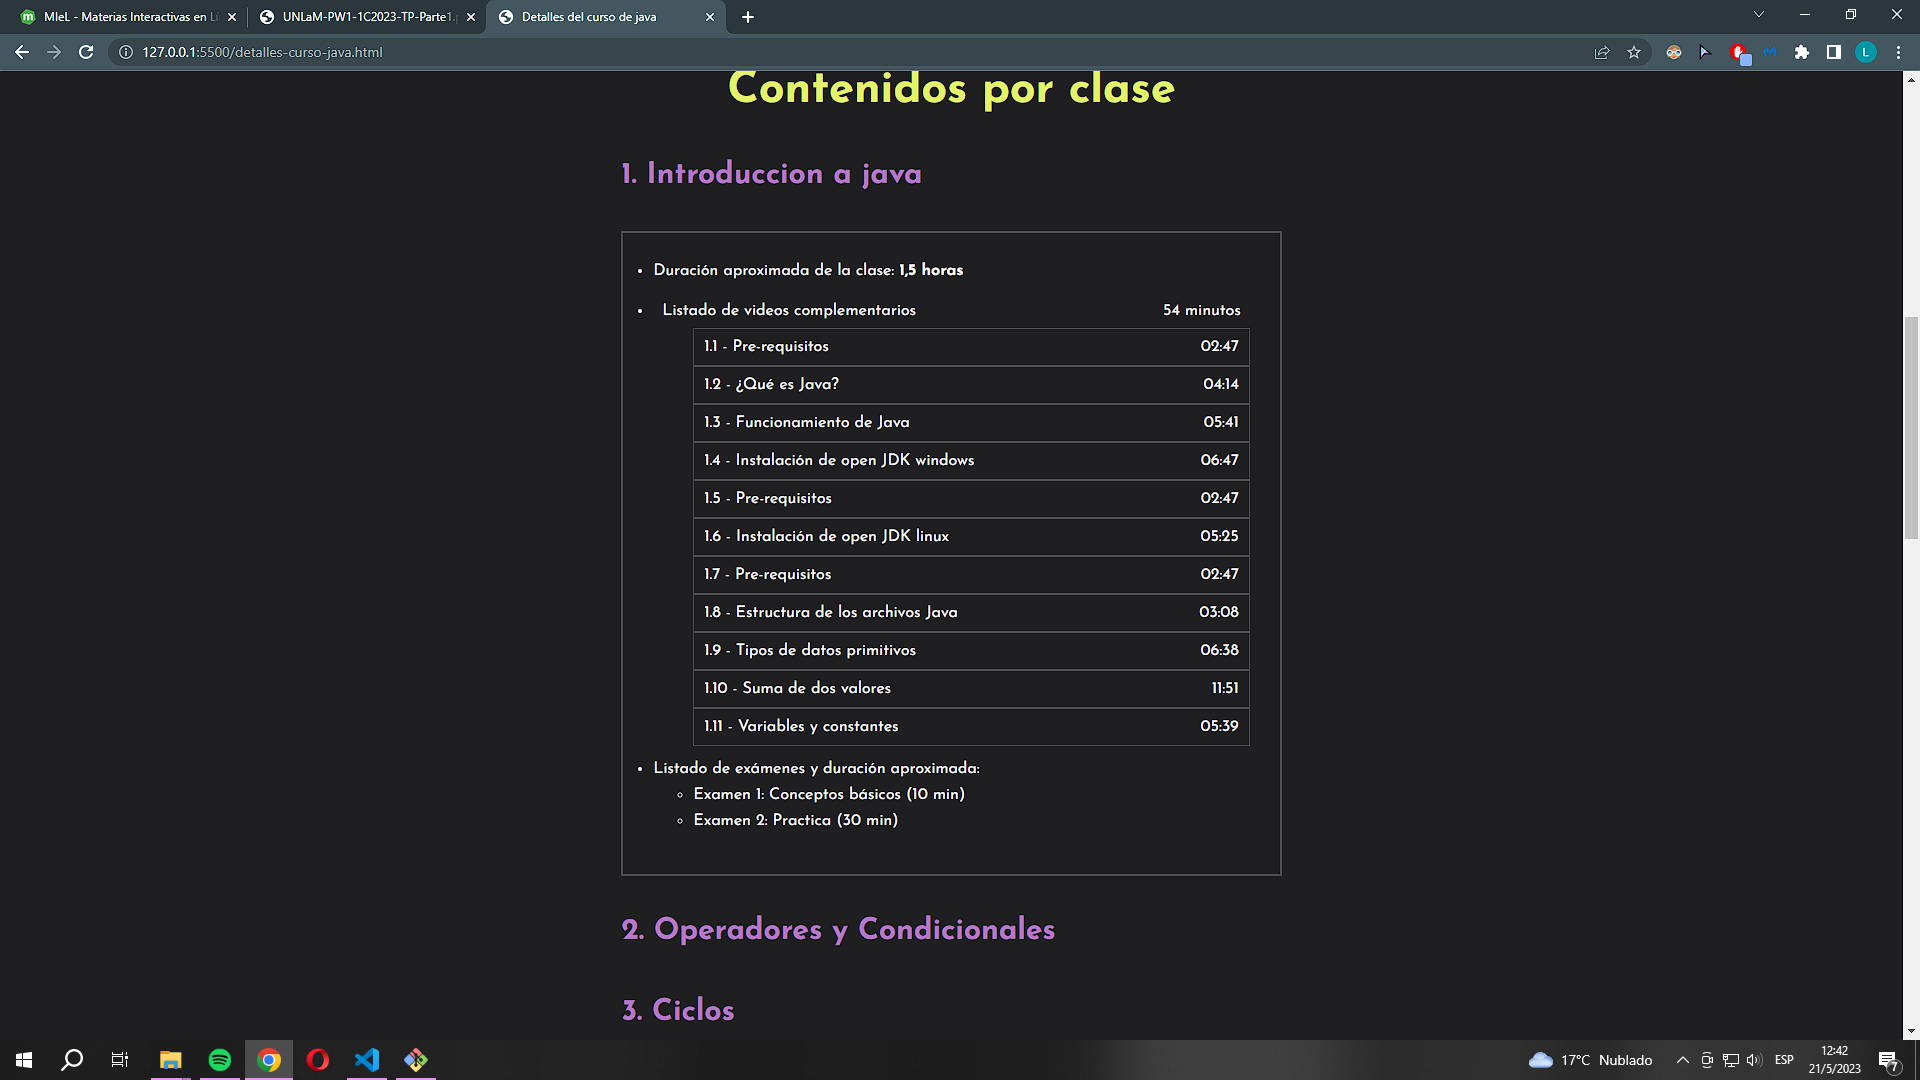 MIeL - Materias Interactivas en Lí
UNLaM-PW1-1C2023-TP-Parte1.p
Detalles del curso de java
127.0.0.1:5500/detalles-curso-java.html
L
Contenidos por clase
1. Introduccion a java
• Duración aproximada de la clase: 1,5 horas
• Listado de videos complementarios 54 minutos
1.1 - Pre-requisitos 02:47
1.2 - ¿Qué es Java? 04:14
1.3 - Funcionamiento de Java 05:41
1.4 - Instalación de open JDK windows 06:47
1.5 - Pre-requisitos 02:47
1.6 - Instalación de open JDK linux 05:25
1.7 - Pre-requisitos 02:47
1.8 - Estructura de los archivos Java 03:08
1.9 - Tipos de datos primitivos 06:38
1.10 - Suma de dos valores 11:51
1.11 - Variables y constantes 05:39
• Listado de exámenes y duración aproximada:
◦ Examen 1: Conceptos básicos (10 min)
◦ Examen 2: Practica (30 min)
2. Operadores y Condicionales
3. Ciclos
17°C Nublado
ESP
12:42
21/5/2023
7